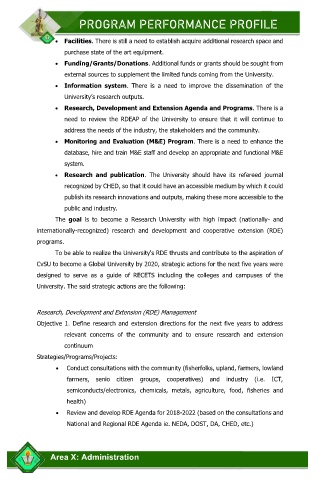 PROGRAM PERFORMANCE PROFILE
• Facilities. There is still a need to establish acquire additional research space and
purchase state of the art equipment.
• Funding/Grants/Donations. Additional funds or grants should be sought from
external sources to supplement the limited funds coming from the University.
• Information system. There is a need to improve the dissemination of the
University's research outputs.
• Research, Development and Extension Agenda and Programs. There is a
need to review the RDEAP of the University to ensure that it will continue to
address the needs of the industry, the stakeholders and the community.
• Monitoring and Evaluation (M&E) Program. There is a need to enhance the
database, hire and train M&E staff and develop an appropriate and functional M&E
system.
• Research and publication. The University should have its refereed journal
recognized by CHED, so that it could have an accessible medium by which it could
publish its research innovations and outputs, making these more accessible to the
public and industry.
The goal is to become a Research University with high impact (nationally- and
internationally-recognized) research and development and cooperative extension (RDE)
programs.
To be able to realize the University's RDE thrusts and contribute to the aspiration of
CvSU to become a Global University by 2020, strategic actions for the next five years were
designed to serve as a guide of RECETS including the colleges and campuses of the
University. The said strategic actions are the following:
Research, Development and Extension (RDE) Management
Objective 1. Define research and extension directions for the next five years to address
relevant concerns of the community and to ensure research and extension
continuum
Strategies/Programs/Projects:
• Conduct consultations with the community (fisherfolks, upland, farmers, lowland
farmers, senio citizen groups, cooperatives) and industry (i.e. ICT,
semiconducts/electronics, chemicals, metals, agriculture, food, fisheries and
health)
• Review and develop RDE Agenda for 2018-2022 (based on the consultations and
National and Regional RDE Agenda ie. NEDA, DOST, DA, CHED, etc.)
Area X: Administration